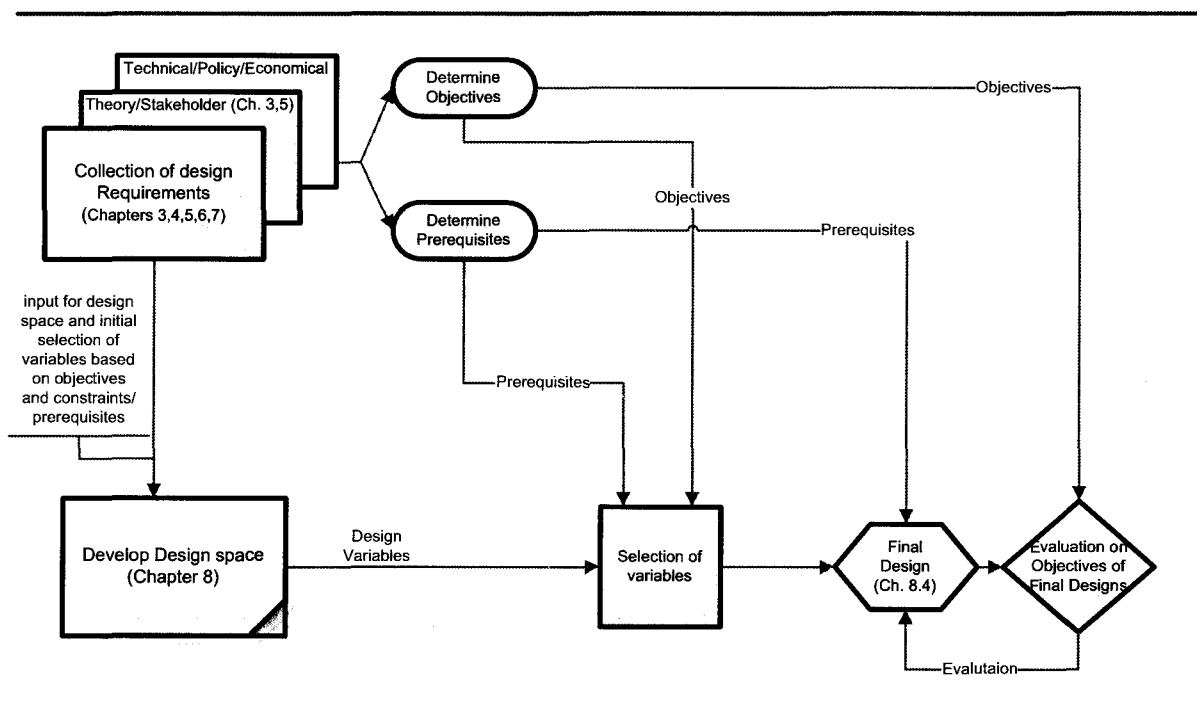 Technical/Policy/Economical
Theory/Stakeholder (Ch. 3,5)
Collection of design
Requirements
(Chapters 3,4,5,6,7)
Determine
Objectives
Objectives
Objectives
Determine
Prerequisites
Prerequisites
input for design
space and initial
selection of
variables based
on objectives
and constraints/
prerequisites
Prerequisites
Develop Design space
(Chapter 8)
Design
Variables
Selection of
variables
Final
Design
(Ch. 8.4)
Evaluation on
Objectives of
Final Designs
Evalutaion